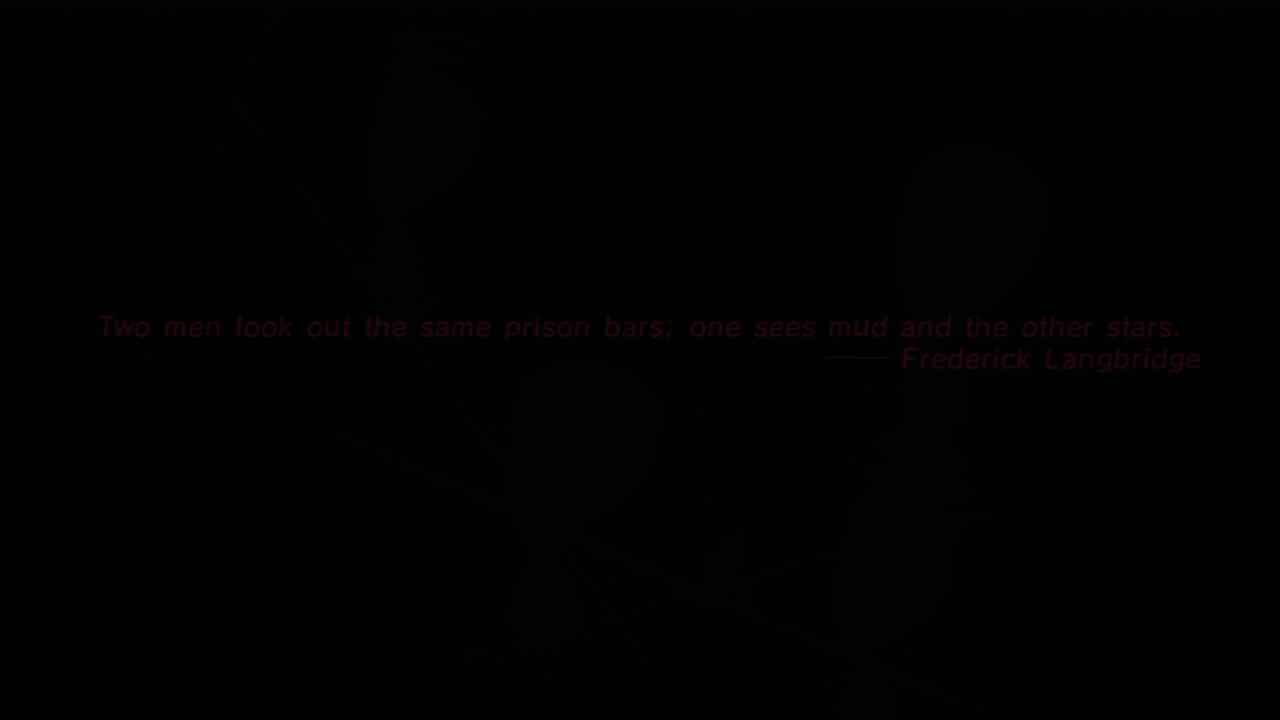 Two men look out the same prison bars; one sees mud and the other stars.
—— Frederick Langbridge